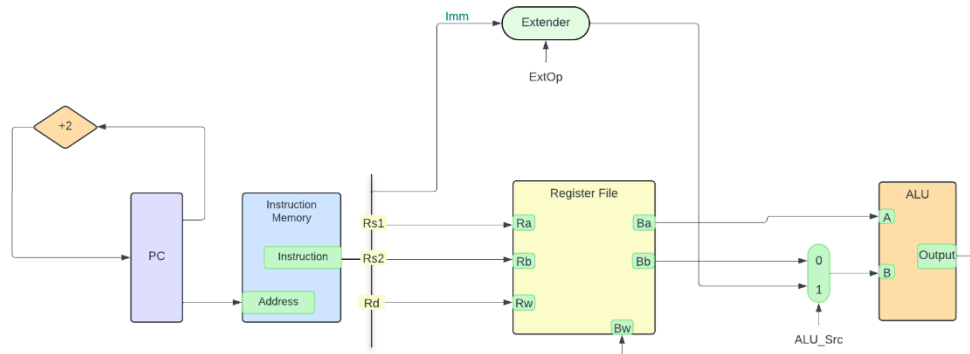 Imm
Extender
ExtOp
+2
PC
Instruction
Memory
Instruction
Address
Rs1
Rs2
Rd
Register File
Ra
Rb
Rw
Ba
Bb
Bw
0
1
ALU_Src
ALU
A
B
Output